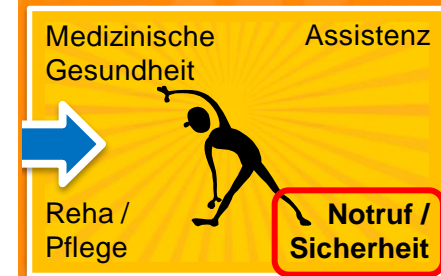 Medizinische
Gesundheit
Assistenz
Reha /
Pflege
Notruf /
Sicherheit